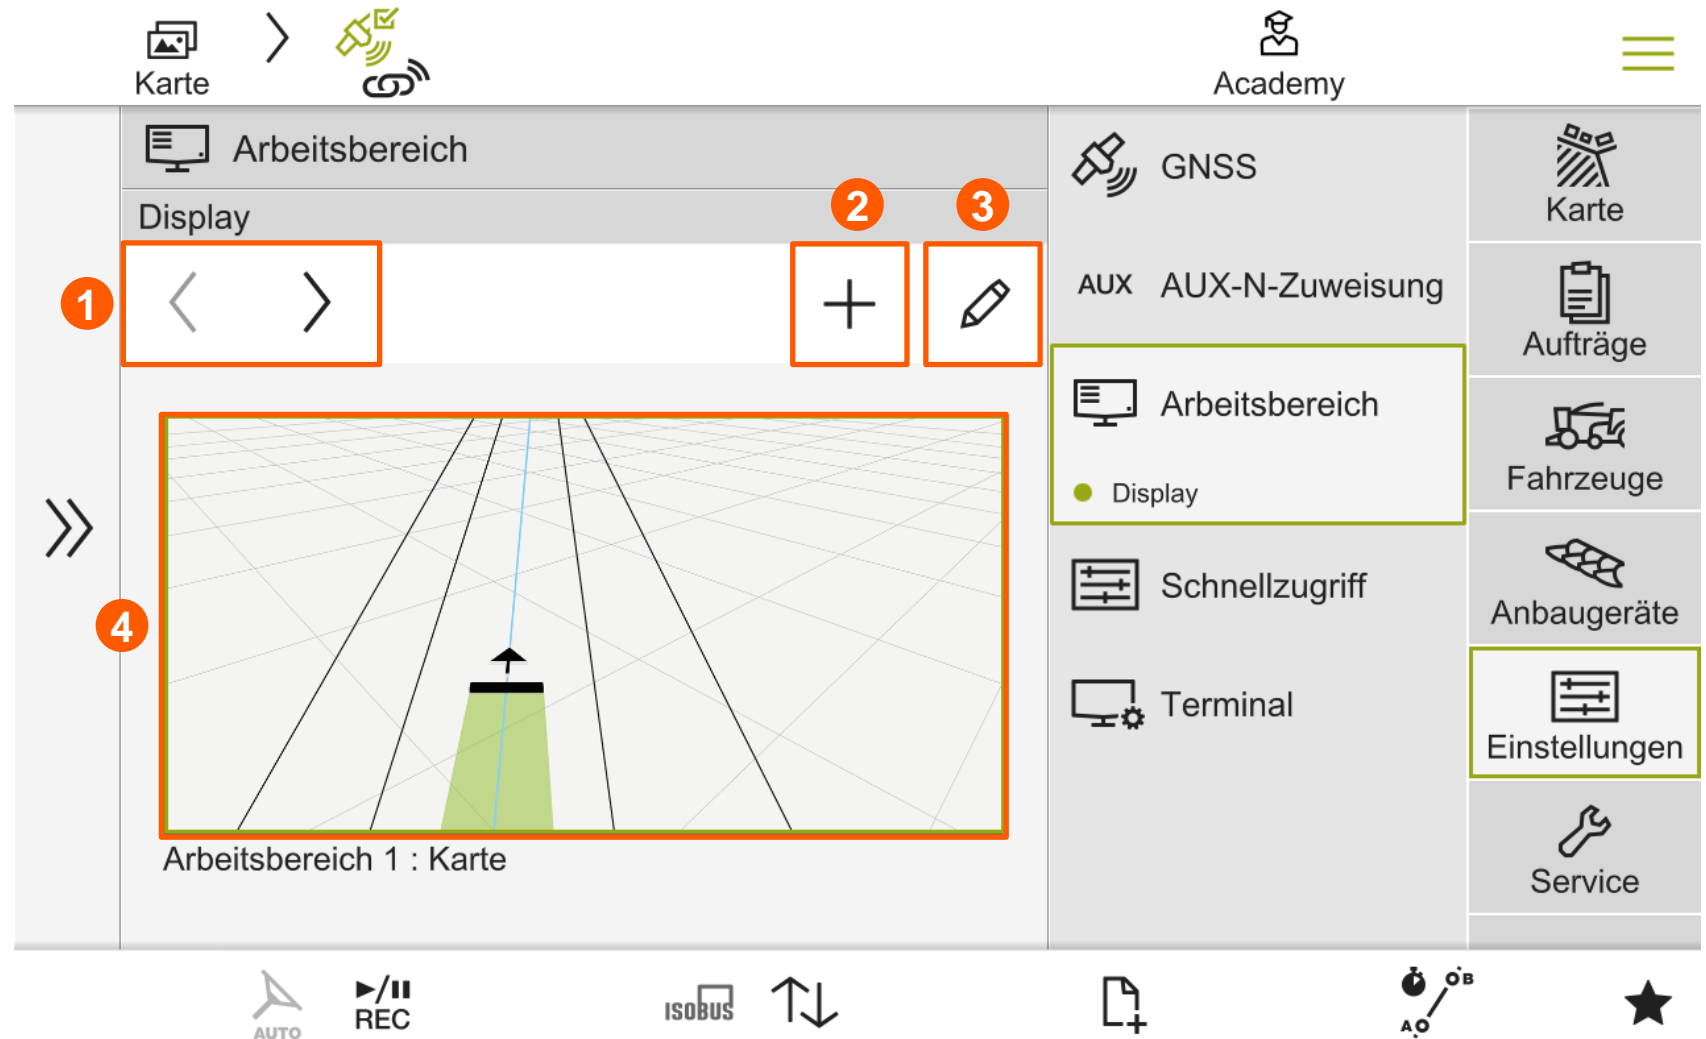 Karte
Academy
Arbeitsbereich
Display
1
2
3
4
Arbeitsbereich 1 : Karte
GNSS
AUX AUX-N-Zuweisung
Arbeitsbereich
Display
Schnellzugriff
Terminal
Karte
Aufträge
Fahrzeuge
Anbaugeräte
Einstellungen
Service
AUTO
REC
ISOBUS
B
A